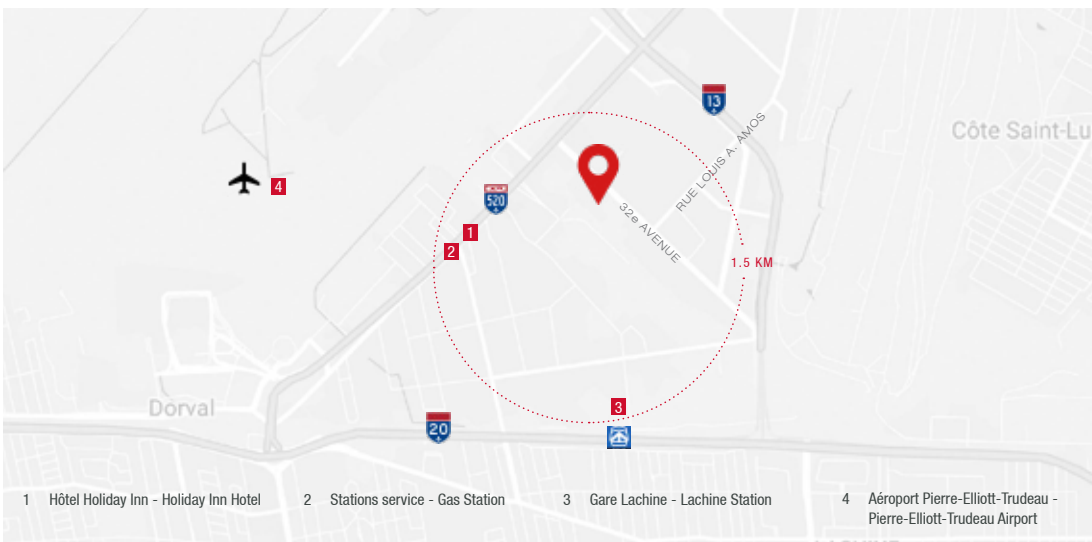 13
Côte Saint-Lu
RUE LOUIS A. AMOS
4
520
32e AVENUE
1
2
1.5 KM
Dorval
3
20
1 Hôtel Holiday Inn - Holiday Inn Hotel
2 Stations service - Gas Station
3 Gare Lachine - Lachine Station
4 Aéroport Pierre-Elliott-Trudeau -
Pierre-Elliott-Trudeau Airport